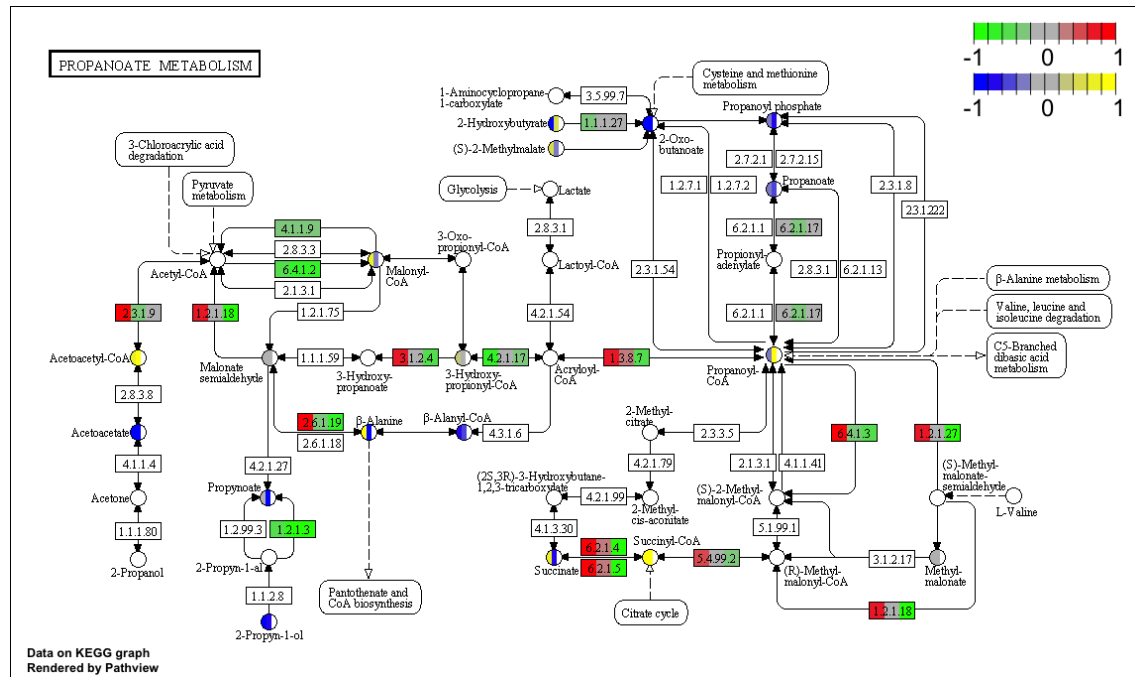 PROPANOATE METABOLISM
-1 0 1
-1 0 1
Cysteine and methionine
metabolism
1-Aminocyclopropane
1-carboxylate
3.5.99.7
Propanoyl phosphate
2-Hydroxybutyrate
1.1.1.27
2-Oxo-
butanoate
(S)-2-Methylmalate
3-Chloroacrylic acid
degradation
Pyruvate
metabolism
Glycolysis
Lactate
2.7.2.1
2.7.2.15
1.2.7.1
1.2.7.2
Propanoate
2.3.1.8
2.3.1.222
4.1.1.9
2.8.3.3
6.4.1.2
2.1.3.1
Acetyl-CoA
Malonyl-
CoA
3-Oxo-
propionyl-CoA
2.8.3.1
Lactoyl-CoA
6.2.1.1
6.2.1.17
Propionyl-
adenylate
2.3.1.54
2.8.3.1
6.2.1.13
β-Alanine metabolism
Valine, leucine and
isoleucine degradation
C5-Branched
dibasic acid
metabolism
2.3.1.9
1.2.1.18
1.2.1.75
4.2.1.54
6.2.1.1
6.2.1.17
Acetoacetyl-CoA
Malonate
semialdehyde
1.1.1.59
3-Hydroxy-
propanoate
3.1.2.4
3-Hydroxy-
propionyl-CoA
4.2.1.17
Acryloyl-
CoA
1.3.8.7
Propanoyl-
CoA
2.8.3.8
Acetoacetate
2.6.1.19
2.6.1.18
β-Alanine
β-Alanyl-CoA
4.3.1.6
2-Methyl-
citrate
2.3.3.5
6.4.1.3
1.2.1.27
4.1.1.4
Acetone
1.1.1.80
2-Propanol
4.2.1.27
Propynoate
1.2.99.3
1.2.1.3
2-Propyn-1-al
1.1.2.8
2-Propyn-1-ol
4.2.1.79
2.1.3.1
4.1.1.41
(2S,3R)-3-Hydroxybutane-
1,2,3-tricarboxylate
4.2.1.99
2-Methyl-
cis-aconitate
(S)-2-Methyl-
malonyl-CoA
(S)-Methyl-
malonate-
semialdehyde
L-Valine
4.1.3.30
5.1.99.1
Succinate
6.2.1.4
6.2.1.5
Succinyl-CoA
5.4.99.2
(R)-Methyl-
malonyl-CoA
3.1.2.17
Methyl-
malonate
Pantothenate and
CoA biosynthesis
Citrate cycle
1.2.1.18
Data on KEGG graph
Rendered by Pathview